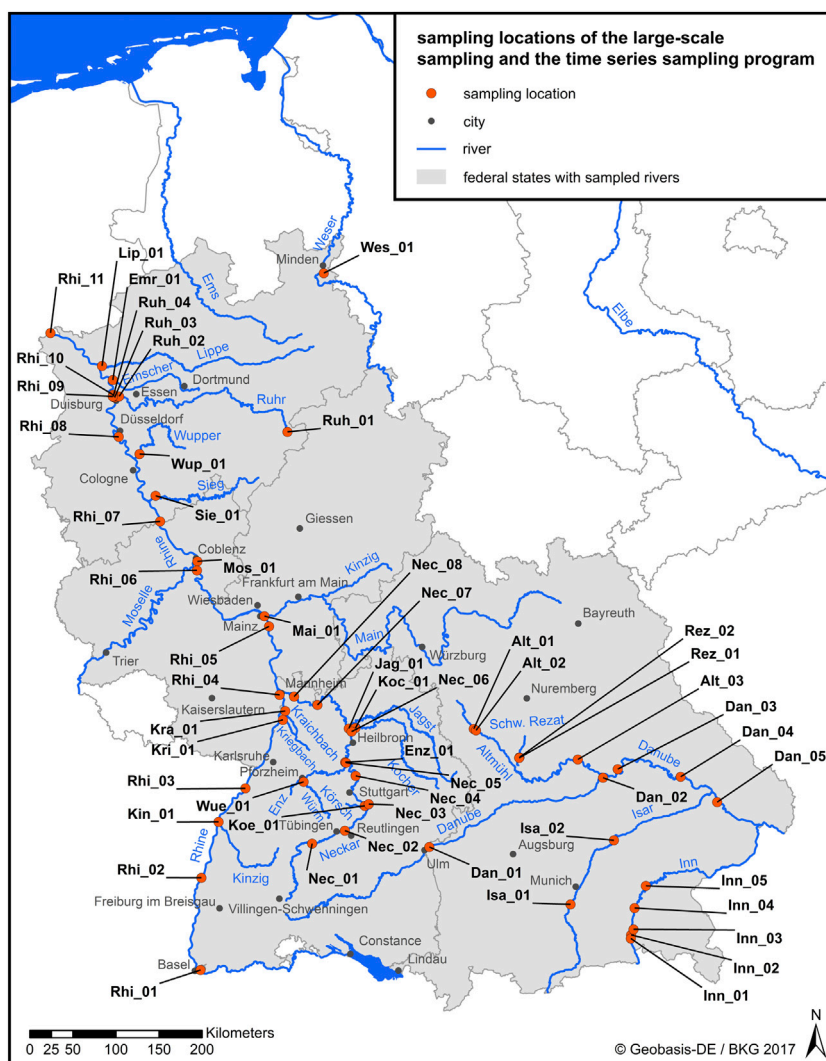 sampling locations of the large-scale
sampling and the time series sampling program
sampling location
city
river
federal states with sampled rivers
Weser
Wes_01
Minden
Lip_01
Rhi_11
Emr_01
Ems
Elbe
Ruh_04
Ruh_03
Ruh_02
Rhi_10
Lippe
Emscher
Dortmund
Rhi_09
Essen
Duisburg
Ruhr
Düsseldorf
Rhi_08
Ruh_01
Wupper
Wup_01
Cologne
Sieg
Sie_01
Rhi_07
Giessen
Rhine
Coblenz
Mos_01
Nec_08
Rhi_06
Kinzig
Frankfurt am Main
Nec_07
Moselle
Wiesbaden
Bayreuth
Mainz
Mai_01
Main
Rez_02
Alt_01
Würzburg
Rez_01
Trier
Rhi_05
Jag_01
Alt_02
Koc_01
Alt_03
Rhi_04
Mannheim
Nec_06
Nuremberg
Dan_03
Kaiserslautern
Jagst
Kra_01
Kraichbach
Schw. Rezat
Dan_04
Kriegbach
Heilbronn
Kri_01
Enz_01
Altmühl
Danube
Dan_05
Karlsruhe
Kocher
Pforzheim
Nec_05
Rhi_03
Nec_04
Dan_02
Wue_01
Enz
Würm
Körsch
Stuttgart
Kin_01
Koe_01
Nec_03
Danube
Isar
Tübingen
Reutlingen
Isa_02
Rhine
Neckar
Nec_02
Augsburg
Inn
Ulm
Rhi_02
Kinzig
Nec_01
Dan_01
Munich
Inn_05
Isa_01
Freiburg im Breisgau
Villingen-Schwenningen
Inn_04
Inn_03
Constance
Inn_02
Basel
Lindau
Rhi_01
Inn_01
N
Kilometers
0 25 50 100 150 200
© Geobasis-DE / BKG 2017